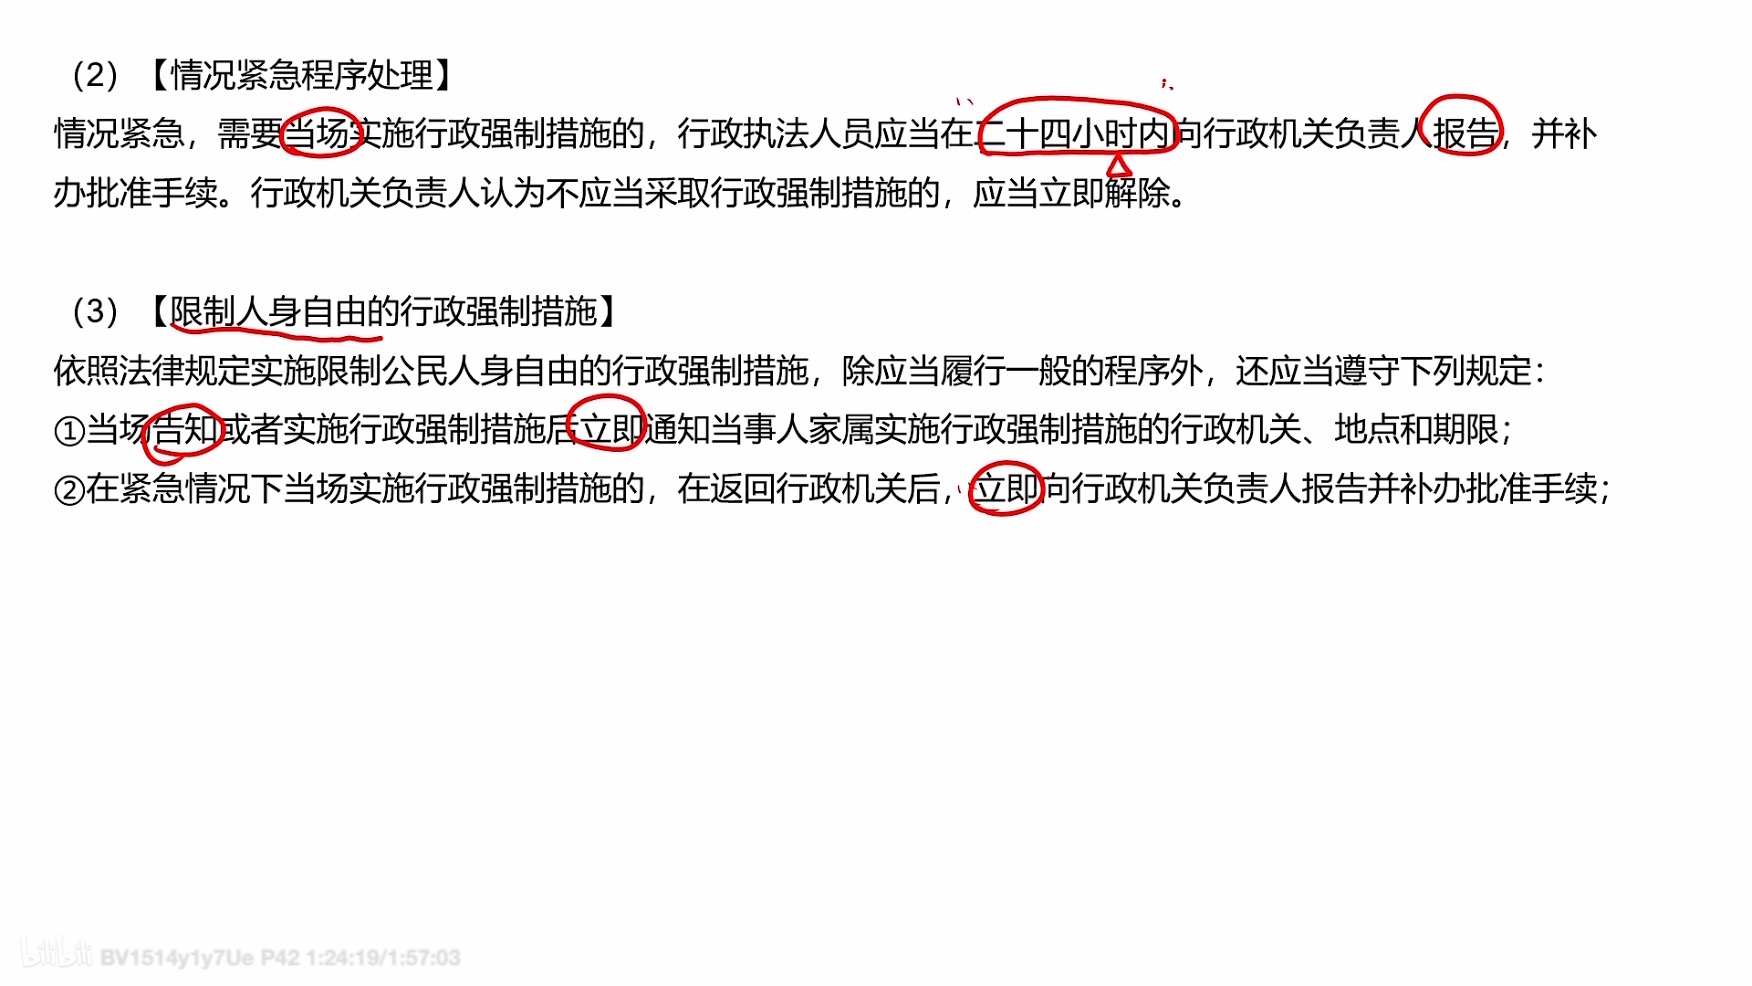 （2）【情况紧急程序处理】
情况紧急，需要当场实施行政强制措施的，行政执法人员应当在二十四小时内向行政机关负责人报告，并补
办批准手续。行政机关负责人认为不应当采取行政强制措施的，应当立即解除。
（3）【限制人身自由的行政强制措施】
依照法律规定实施限制公民人身自由的行政强制措施，除应当履行一般的程序外，还应当遵守下列规定：
①当场告知或者实施行政强制措施后立即通知当事人家属实施行政强制措施的行政机关、地点和期限；
②在紧急情况下当场实施行政强制措施的，在返回行政机关后，立即向行政机关负责人报告并补办批准手续；
bilibili BV1514y1y7Ue P42 1:24:19/1:57:03